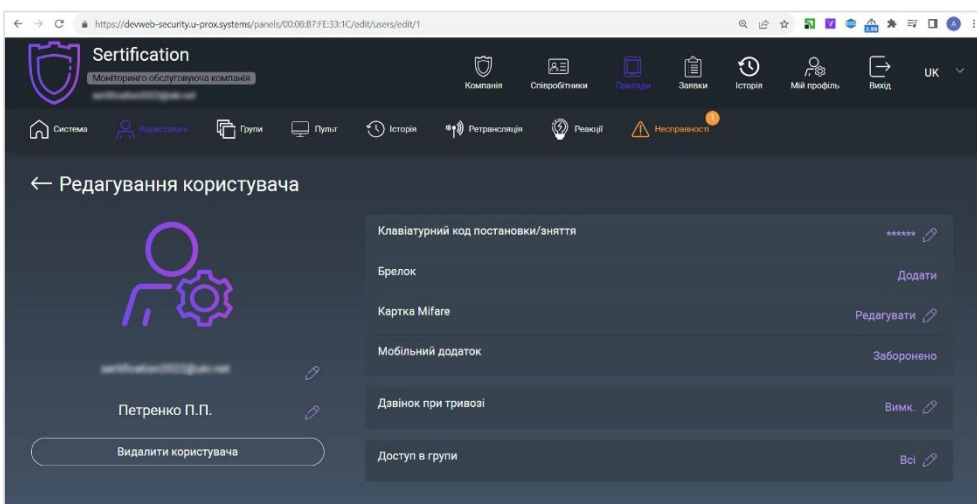 https://devweb-security.u-prox.systems/panels/00:08:B7:FE:33:1C/edit/users/edit/1
Sertification
Моніторинго-обслуговуюча компанія
Компанія Співробітники Прилади Заявки Історія Мій профіль Вихід UK
Система Користувачі Групи Пульт Історія Ретрансляція Реакції Несправності 1
← Редагування користувача
Клавіатурний код постановки/зняття ******
Брелок Додати
Картка Mifare Редагувати
Мобільний додаток Заборонено
Петренко П.П.
Дзвінок при тривозі Вимк.
Видалити користувача
Доступ в групи Всі